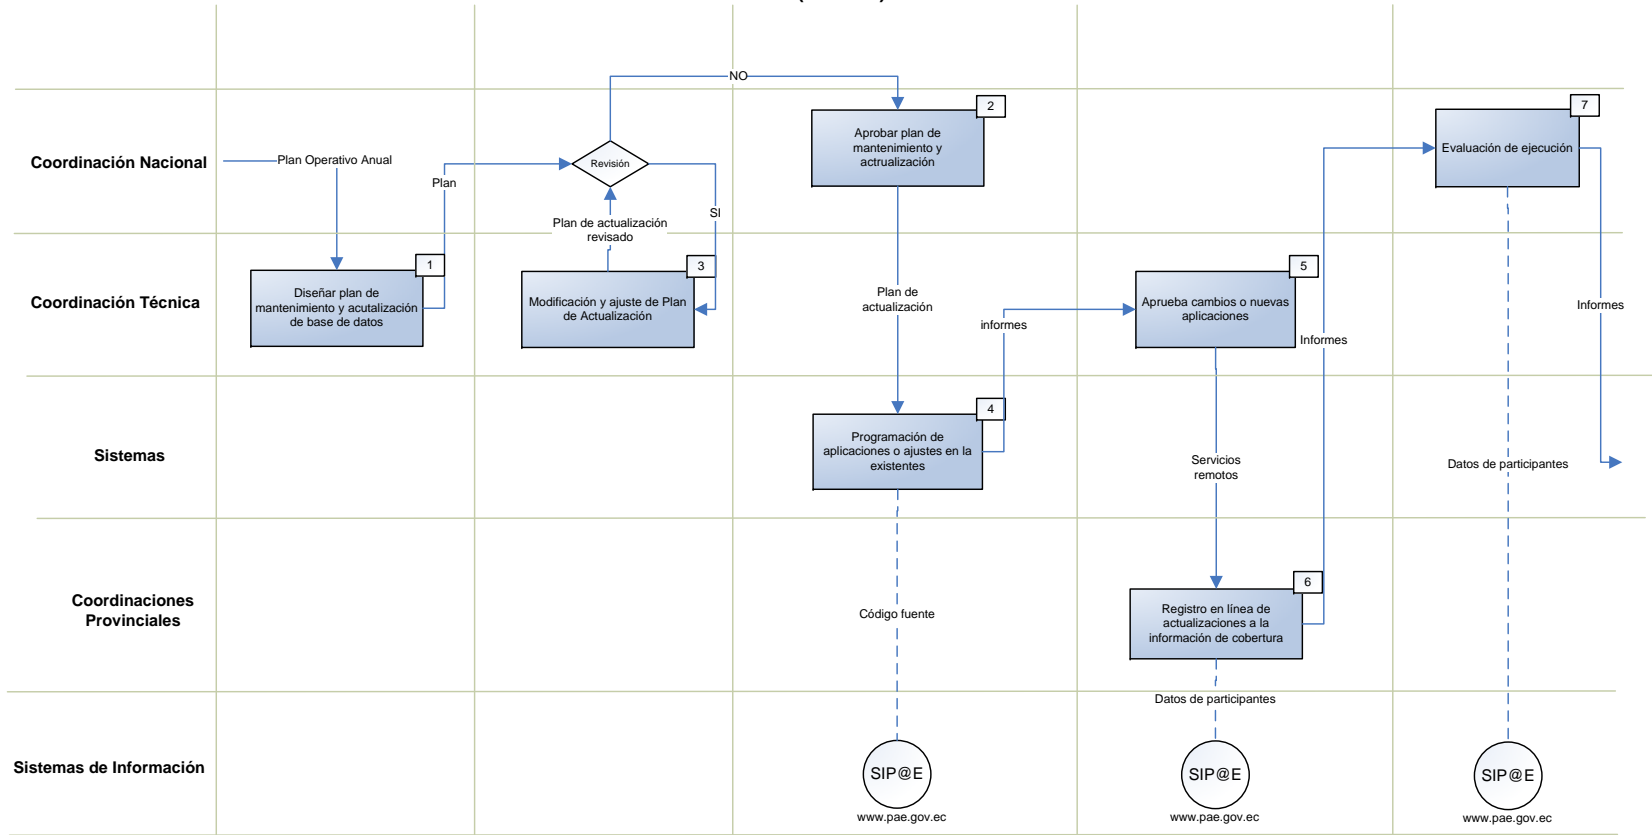 NO
2
7
Aprobar plan de
mantenimiento y
actrualización
Evaluación de ejecución
Coordinación Nacional
Plan Operativo Anual
Revisión
Plan
SI
Plan de actualización
revisado
1
3
5
Coordinación Técnica
Diseñar plan de
mantenimiento y acutalización
de base de datos
Modificación y ajuste de Plan
de Actualización
Plan de
actualización
Aprueba cambios o nuevas
aplicaciones
informes
Informes
Informes
4
Sistemas
Programación de
aplicaciones o ajustes en la
existentes
Servicios
remotos
Datos de participantes
6
Coordinaciones
Provinciales
Código fuente
Registro en línea de
actualizaciones a la
información de cobertura
Datos de participantes
Sistemas de Información
SIP@E
SIP@E
SIP@E
www.pae.gov.ec
www.pae.gov.ec
www.pae.gov.ec